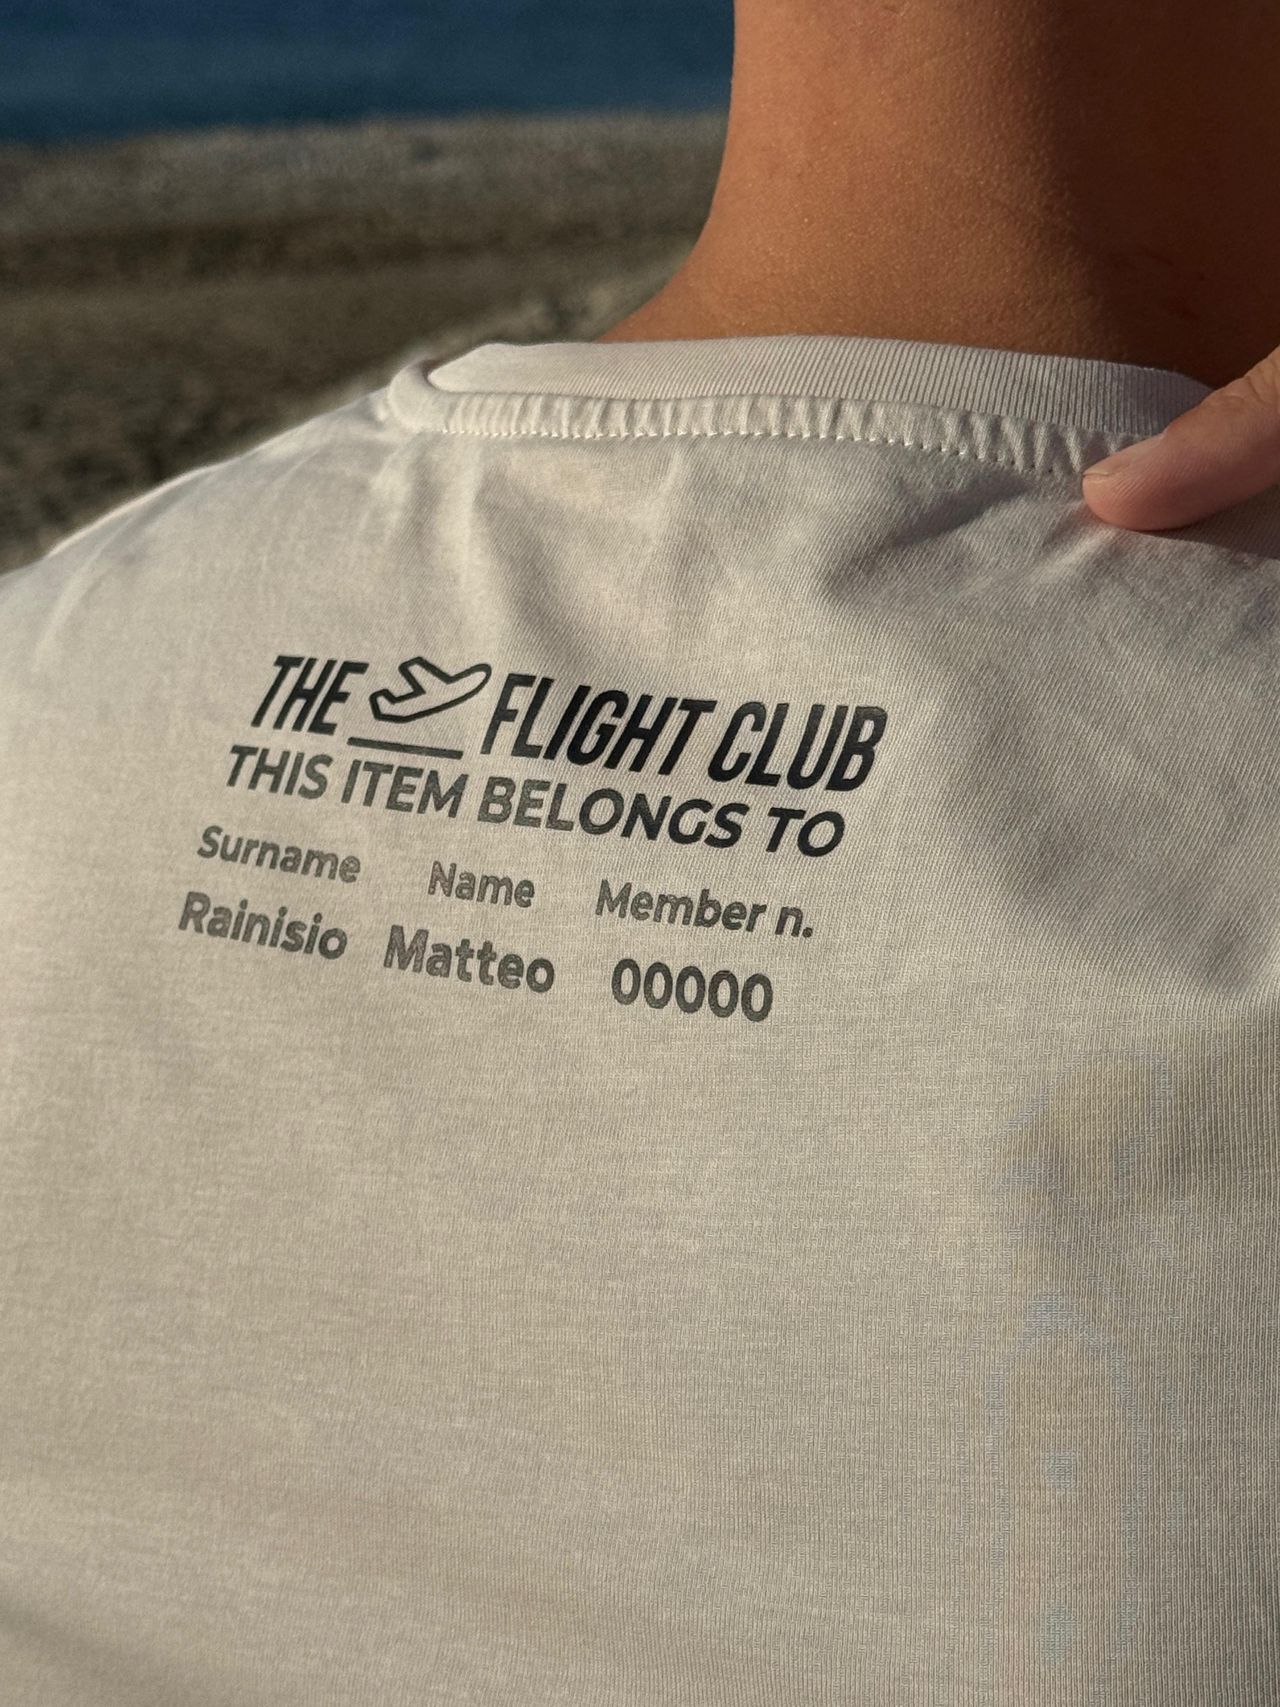 THE FLIGHT CLUB
THIS ITEM BELONGS TO
Surname Name Member n.
Rainisio Matteo 00000